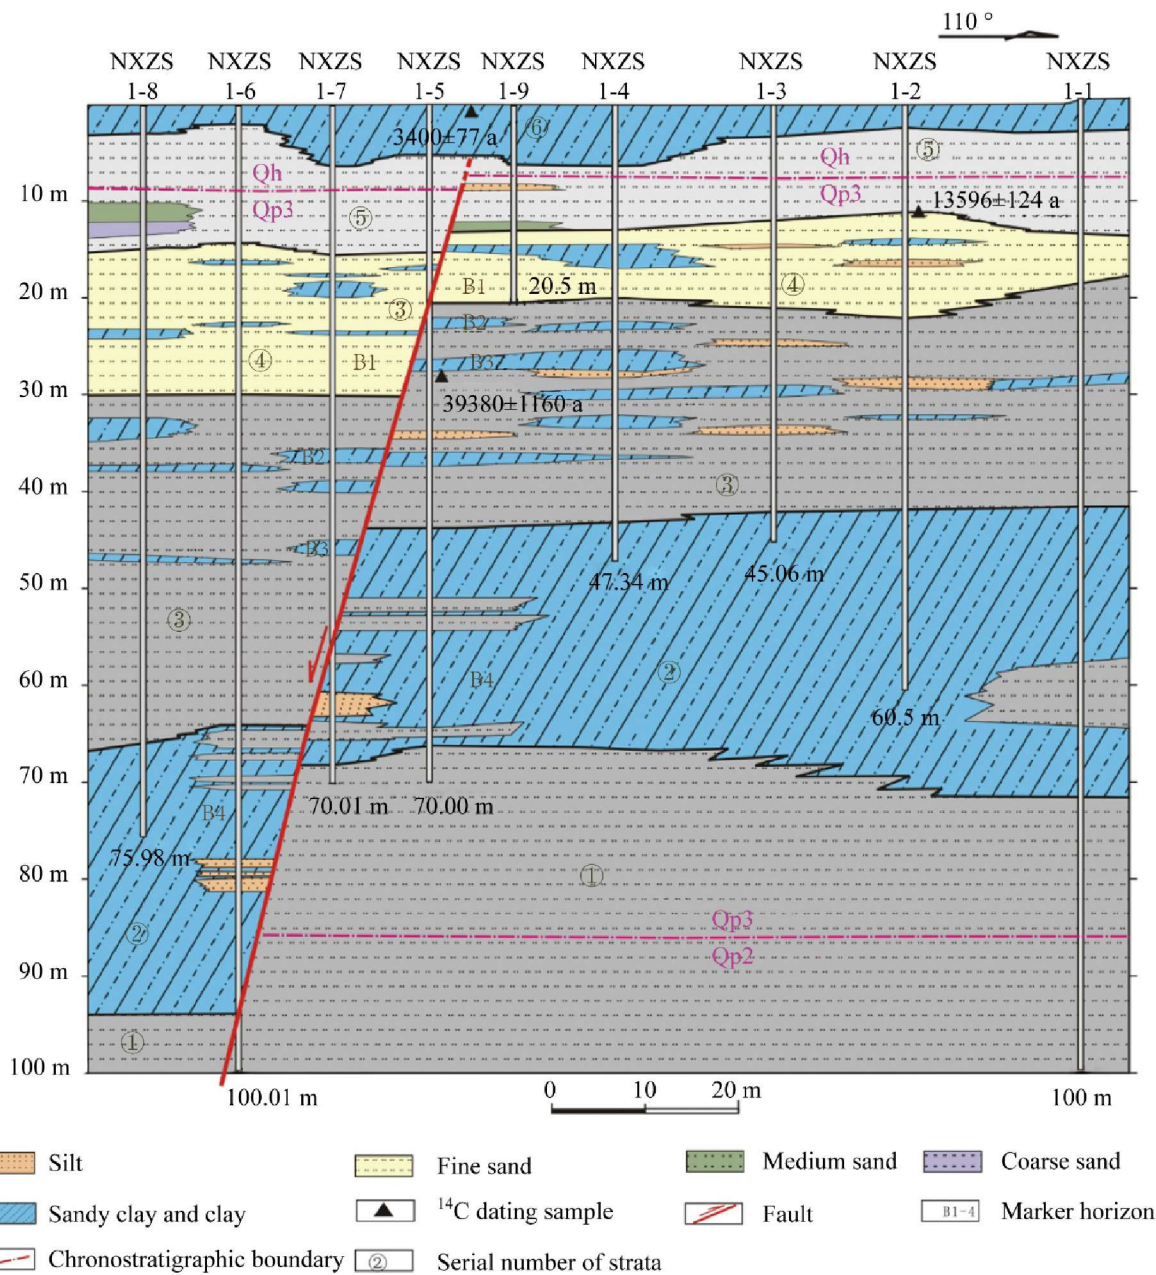 110 °
NXZS NXZS NXZS NXZS NXZS NXZS NXZS NXZS NXZS
1-8 1-6 1-7 1-5 1-9 1-4 1-3 1-2 1-1
3400±77 a ⑥
⑤
Qh Qh
10 m Qp3 Qp3
⑤ 13596±124 a
20 m B1 20.5 m ④
③ B2
④ B1 B3
30 m
39380±1160 a
B2
40 m ③
B3
47.34 m 45.06 m
50 m
③
60 m B4 ②
60.5 m
70 m
B4 70.01 m 70.00 m
75.98 m
80 m ①
② Qp3
Qp2
90 m
①
100 m
100.01 m 0 10 20 m 100 m
Silt Fine sand Medium sand Coarse sand
Sandy clay and clay 14C dating sample Fault B1-4 Marker horizon
Chronostratigraphic boundary ② Serial number of strata